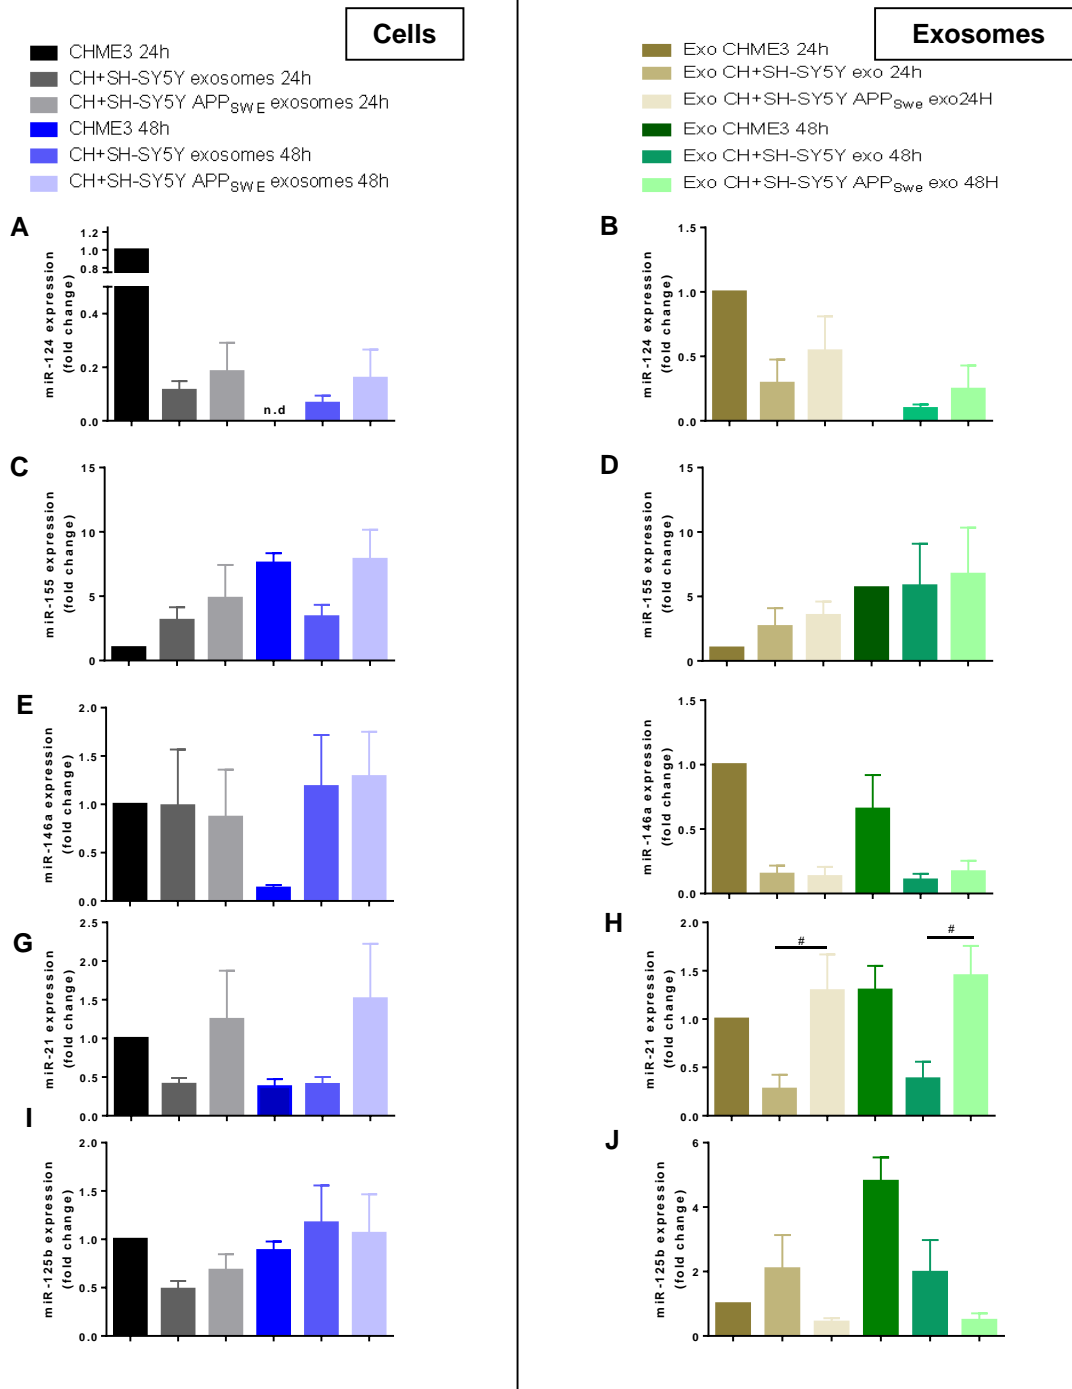 Cells
CHME3 24h
CH+SH-SY5Y exosomes 24h
CH+SH-SY5Y APPSWE exosomes 24h
CHME3 48h
CH+SH-SY5Y exosomes 48h
CH+SH-SY5Y APPSWE exosomes 48h
Exosomes
Exo CHME3 24h
Exo CH+SH-SY5Y exo 24h
Exo CH+SH-SY5Y APPSwe exo24H
Exo CHME3 48h
Exo CH+SH-SY5Y exo 48h
Exo CH+SH-SY5Y APPSwe exo 48H
A
miR-124 expression
(fold change)
1.2
1.0
0.8
0.4
0.2
0.0
n.d
B
miR-124 expression
(fold change)
1.5
1.0
0.5
0.0
C
miR-155 expression
(fold change)
15
10
5
0
D
miR-155 expression
(fold change)
15
10
5
0
E
miR-146a expression
(fold change)
2.0
1.5
1.0
0.5
0.0
miR-146a expression
(fold change)
1.5
1.0
0.5
0.0
G
miR-21 expression
(fold change)
2.5
2.0
1.5
1.0
0.5
0.0
H
miR-21 expression
(fold change)
2.0
1.5
1.0
0.5
0.0
#
#
I
miR-125b expression
(fold change)
2.0
1.5
1.0
0.5
0.0
J
miR-125b expression
(fold change)
6
4
2
0